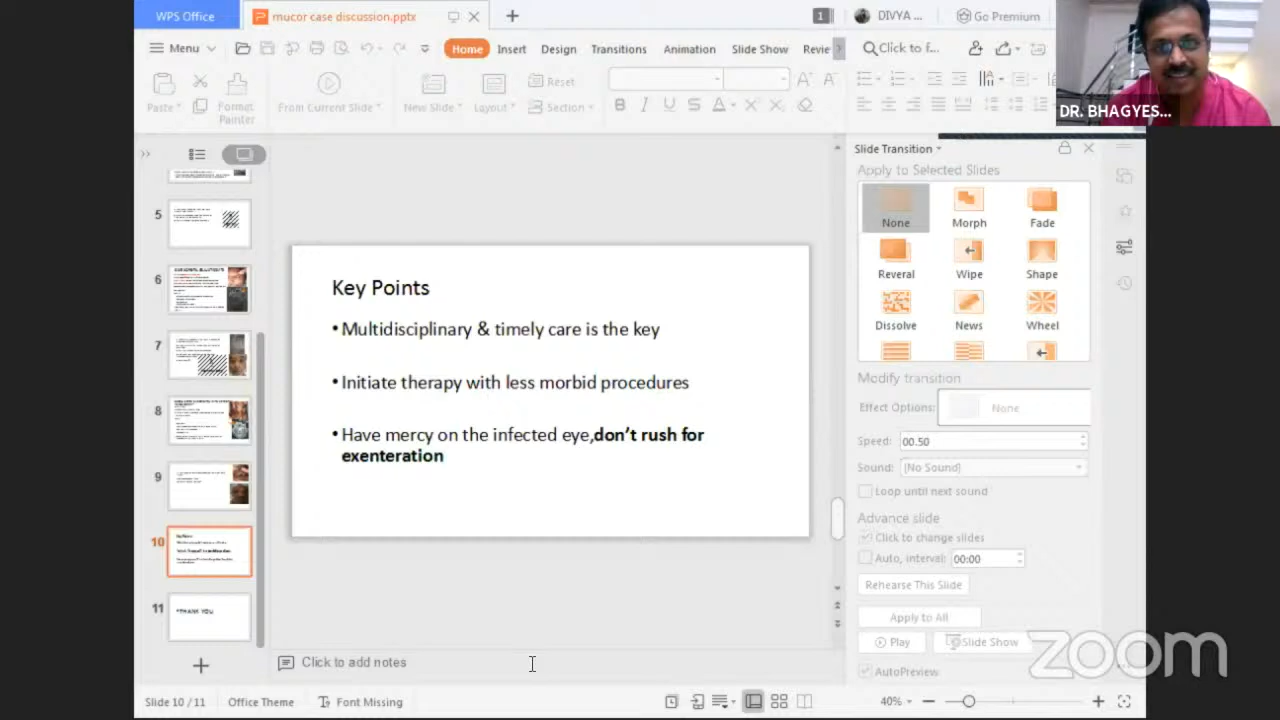 WPS Office
mucor case discussion.pptx
1
DIVYA ...
Go Premium
Menu
Home
Insert
Design
Transitions
Animation
Slide Show
Revie
Click to f...
Paste
Format
Painter
From Current Slide
New Slide
Layout
Reset
Section
B I U S A
DR. BHAGYES...
Slide Transition
Apply to Selected Slides
None
Morph
Fade
Reveral
Wipe
Shape
Dissolve
News
Wheel
Modify transition
Effect Options:
None
Speed:
00.50
Sound:
[No Sound]
Loop until next sound
Advance slide
Click to change slides
Auto, interval:
00:00
Rehearse This Slide
Apply to All
Play
Slide Show
AutoPreview
5
6
7
8
9
10
11
THANK YOU
Key Points
•Multidisciplinary & timely care is the key
•Initiate therapy with less morbid procedures
•Have mercy on the infected eye,don't rush for
exenteration
Click to add notes
Slide 10 / 11
Office Theme
Font Missing
40%
zoom